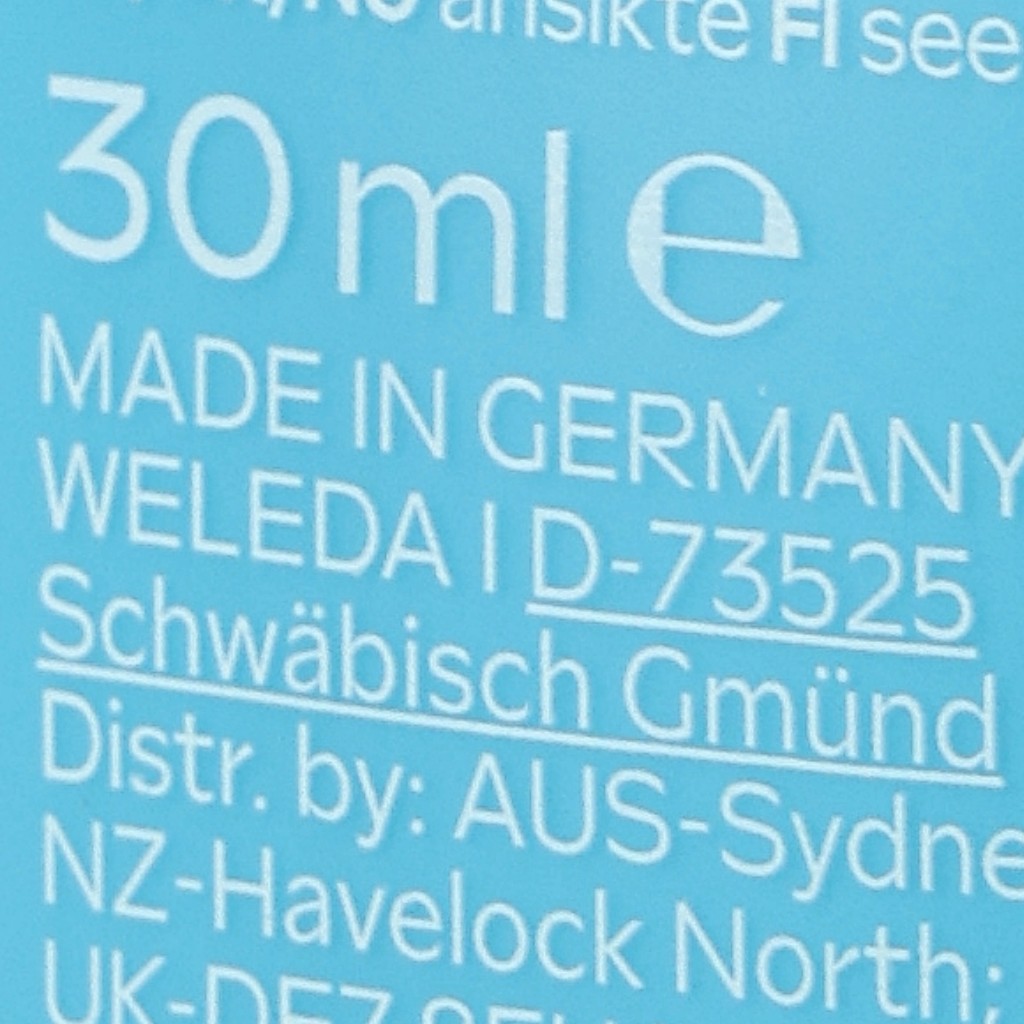 ansikte FI see
30 ml e
MADE IN GERMANY
WELEDA I D-73525
Schwäbisch Gmünd
Distr. by: AUS-Sydne
NZ-Havelock North;